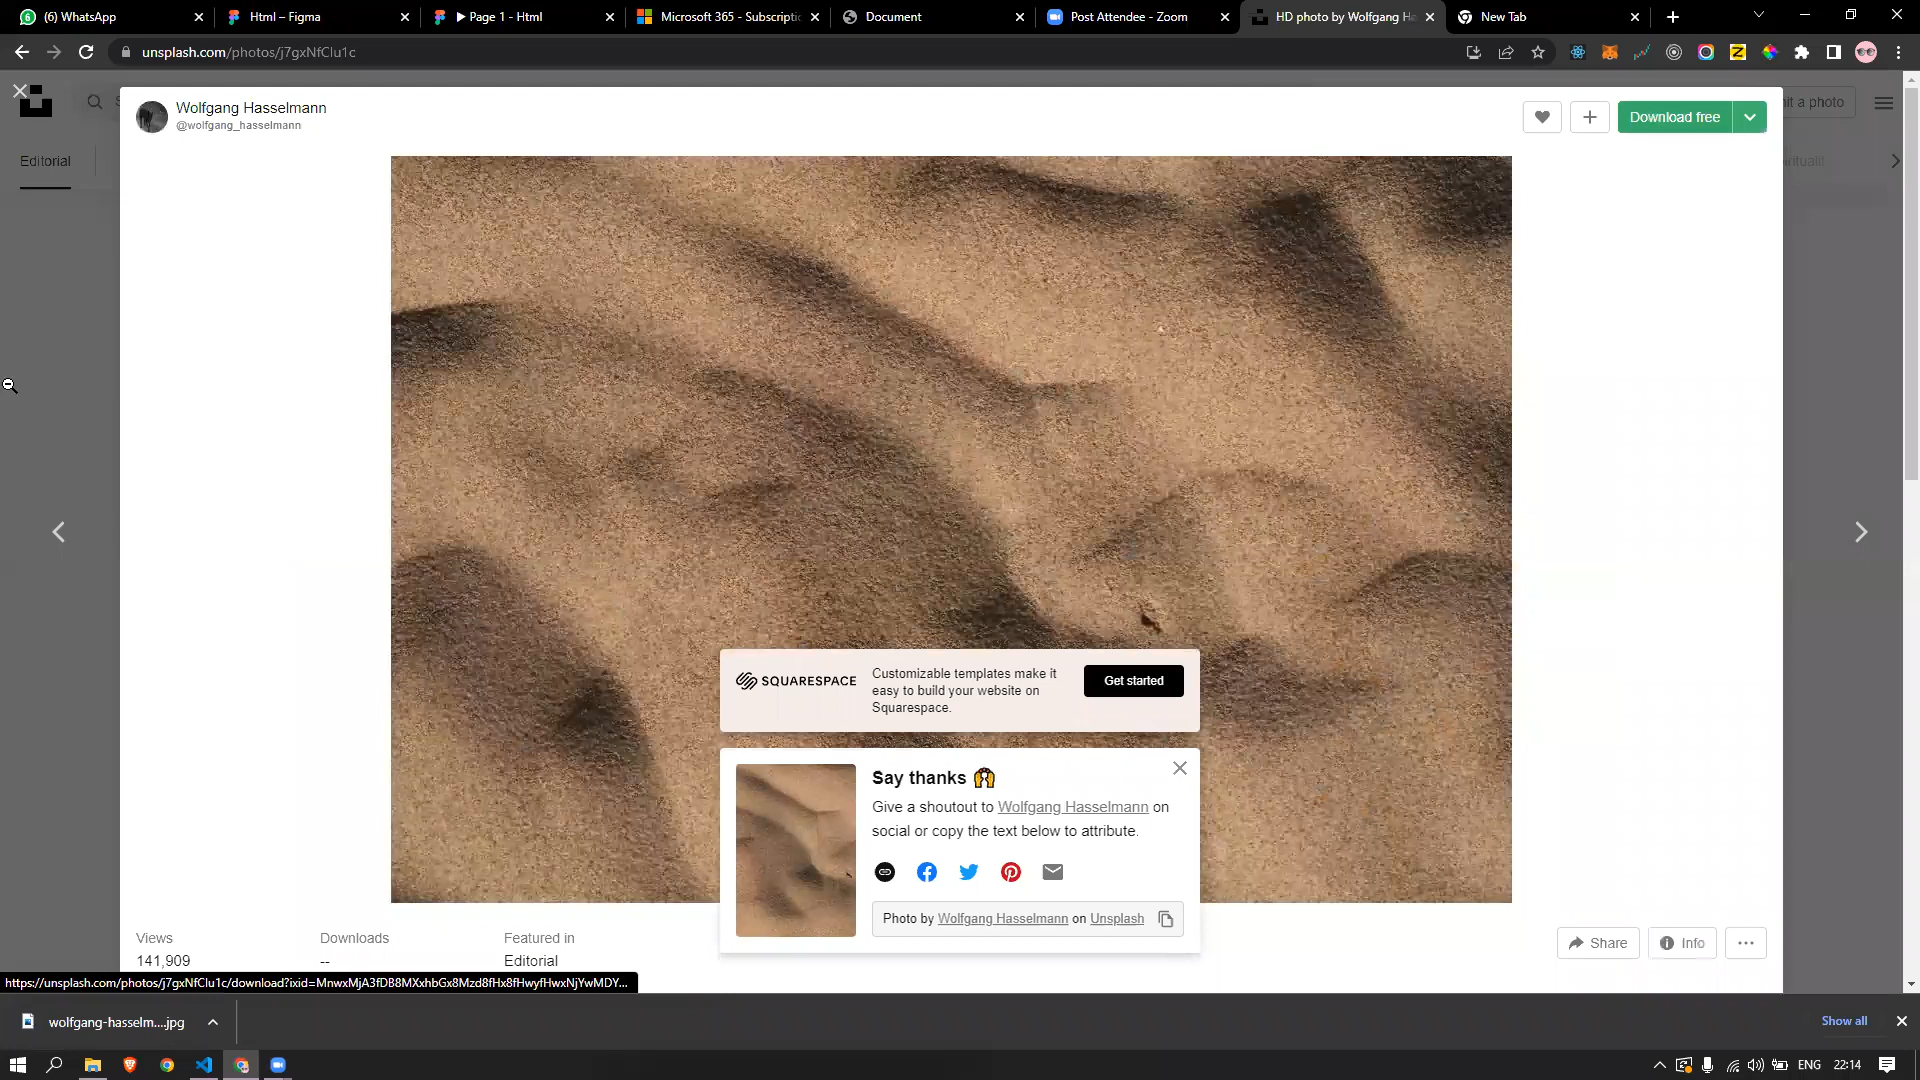 (6) WhatsApp
Html – Figma
Page 1 - Html
Microsoft 365 - Subscripti
Document
Post Attendee - Zoom
HD photo by Wolfgang Ha
New Tab
unsplash.com/photos/j7gxNfClu1c
Wolfgang Hasselmann
@wolfgang_hasselmann
Download free
it a photo
Editorial
SQUARESPACE
Customizable templates make it
easy to build your website on
Squarespace.
Get started
Say thanks
Give a shoutout to Wolfgang Hasselmann on
social or copy the text below to attribute.
Photo by Wolfgang Hasselmann on Unsplash
Views
Downloads
Featured in
141,909
--
Editorial
Share
Info
https://unsplash.com/photos/j7gxNfClu1c/download?ixid=MnwxMjA3fDB8MXxhbGx8Mzd8fHx8fHwyfHwxNjYwMDY...
wolfgang-hasselm....jpg
Show all
ENG
22:14